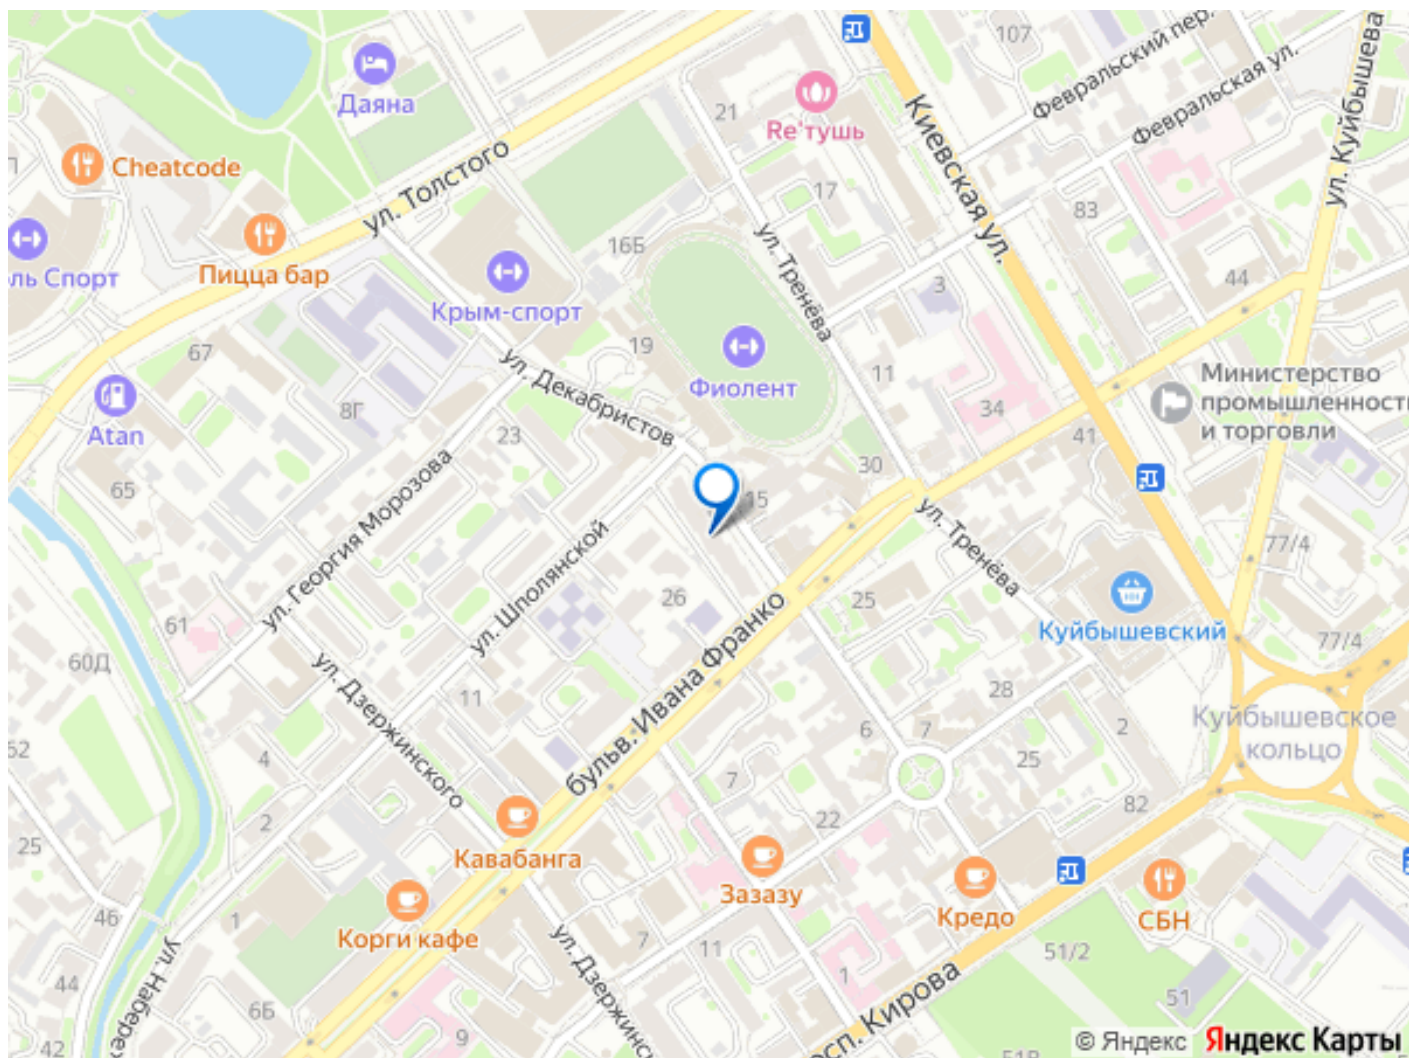 107
Февральский пер.
Февральская ул.
ул. Куйбышева
Даяна
21
Re'тушь
Киевская ул.
Cheatcode
ул. Толстого
17
83
Пицца бар
16Б
ул. Тренёва
44
Крым-спорт
3
19
Фиолент
67
ул. Декабристов
11
Министерство
промышленност
и торговли
8Г
34
Atan
23
41
65
ул. Георгия Морозова
30
15
ул. Шполянской
ул. Тренёва
77/4
26
25
Куйбышевский
61
60Д
77/4
ул. Дзержинского
бульв. Ивана Франко
11
28
2
Куйбышевское
кольцо
52
4
6
7
25
7
2
22
82
25
Кавабанга
Зазазу
Кредо
СБН
46
1
Корги кафе
ул. Дзержинс
7
11
51/2
44
ул. Набереж
6Б
1
просп. Кирова
51
42
9
51В
© Яндекс Яндекс Карты